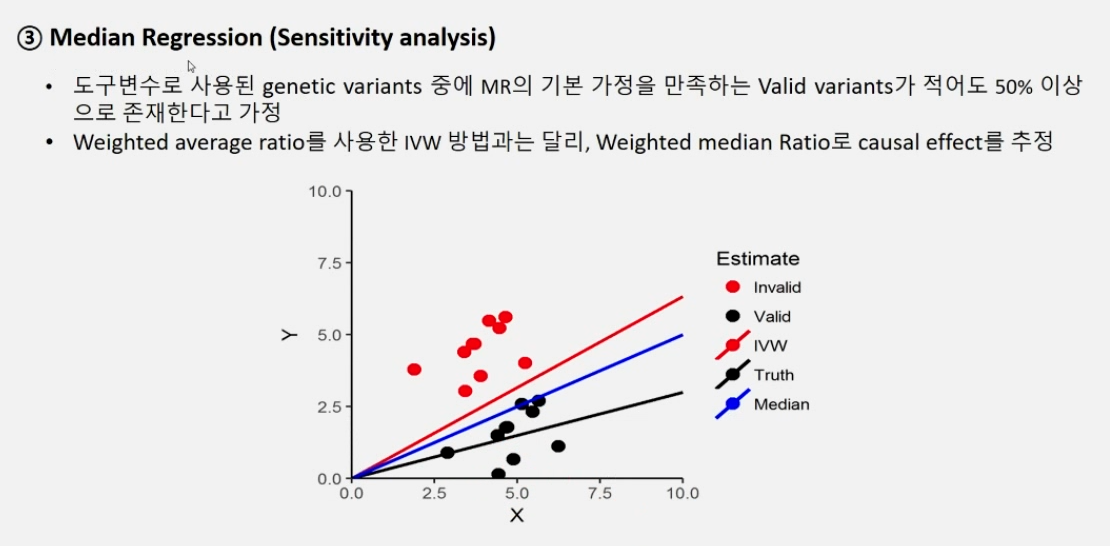 ③ Median Regression (Sensitivity analysis)
• 도구변수로 사용된 genetic variants 중에 MR의 기본 가정을 만족하는 Valid variants가 적어도 50% 이상
으로 존재한다고 가정
• Weighted average ratio를 사용한 IVW 방법과는 달리, Weighted median Ratio로 causal effect를 추정
10.0
7.5
5.0
2.5
0.0
Y
0.0 2.5 5.0 7.5 10.0
X
Estimate
Invalid
Valid
IVW
Truth
Median